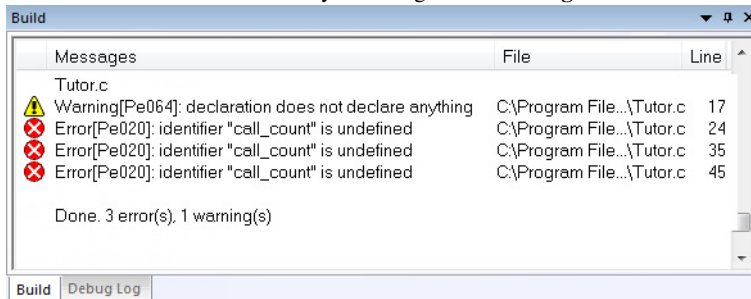 Build
Messages File Line
Tutor.c
Warning[Pe064]: declaration does not declare anything C:\Program File...\Tutor.c 17
Error[Pe020]: identifier "call_count" is undefined C:\Program File...\Tutor.c 24
Error[Pe020]: identifier "call_count" is undefined C:\Program File...\Tutor.c 35
Error[Pe020]: identifier "call_count" is undefined C:\Program File...\Tutor.c 45
Done. 3 error(s), 1 warning(s)
Build Debug Log